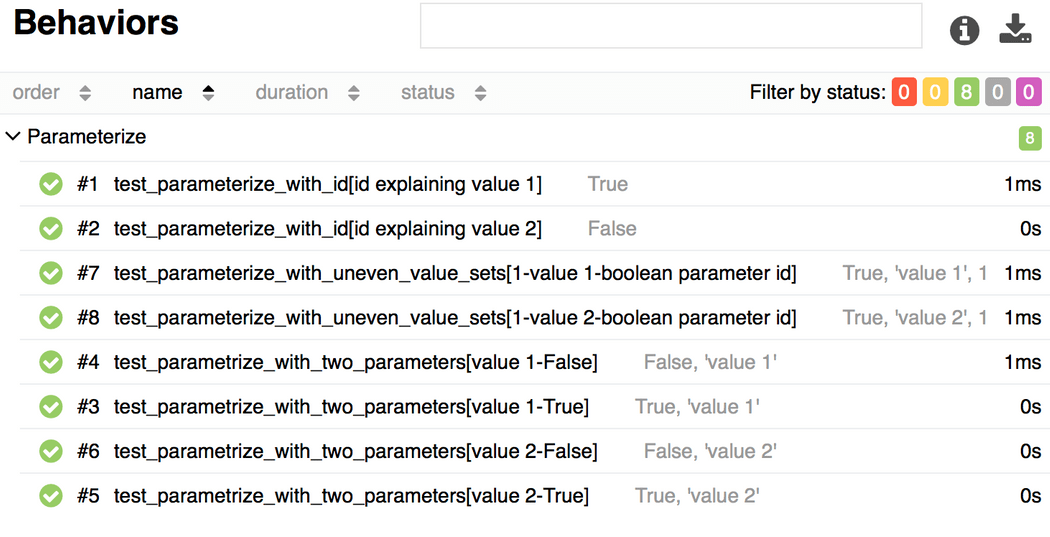 Behaviors
order name duration status Filter by status: 0 0 8 0 0
Parameterize 8
#1 test_parameterize_with_id[id explaining value 1] True 1ms
#2 test_parameterize_with_id[id explaining value 2] False 0s
#7 test_parameterize_with_uneven_value_sets[1-value 1-boolean parameter id] True, 'value 1', 1 1ms
#8 test_parameterize_with_uneven_value_sets[1-value 2-boolean parameter id] True, 'value 2', 1 1ms
#4 test_parametrize_with_two_parameters[value 1-False] False, 'value 1' 1ms
#3 test_parametrize_with_two_parameters[value 1-True] True, 'value 1' 0s
#6 test_parametrize_with_two_parameters[value 2-False] False, 'value 2' 0s
#5 test_parametrize_with_two_parameters[value 2-True] True, 'value 2' 0s